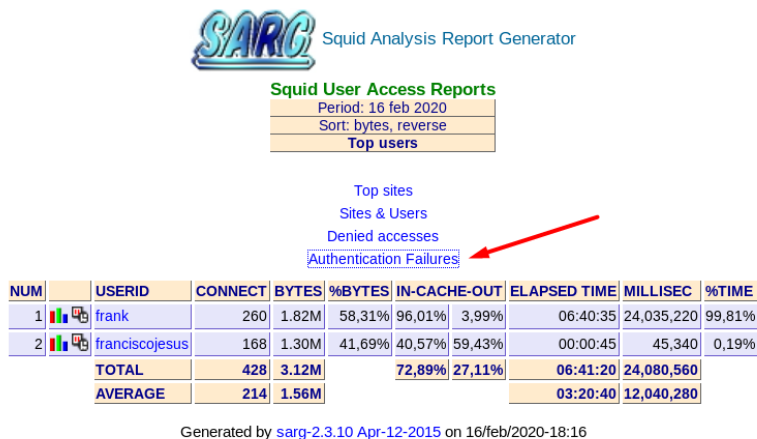 SARG Squid Analysis Report Generator
Squid User Access Reports
Period: 16 feb 2020
Sort: bytes, reverse
Top users
Top sites
Sites & Users
Denied accesses
Authentication Failures
NUM USERID CONNECT BYTES %BYTES IN-CACHE-OUT ELAPSED TIME MILLISEC %TIME
1 frank 260 1.82M 58,31% 96,01% 3,99% 06:40:35 24,035,220 99,81%
2 franciscojesus 168 1.30M 41,69% 40,57% 59,43% 00:00:45 45,340 0,19%
TOTAL 428 3.12M 72,89% 27,11% 06:41:20 24,080,560
AVERAGE 214 1.56M 03:20:40 12,040,280
Generated by sarg-2.3.10 Apr-12-2015 on 16/feb/2020-18:16